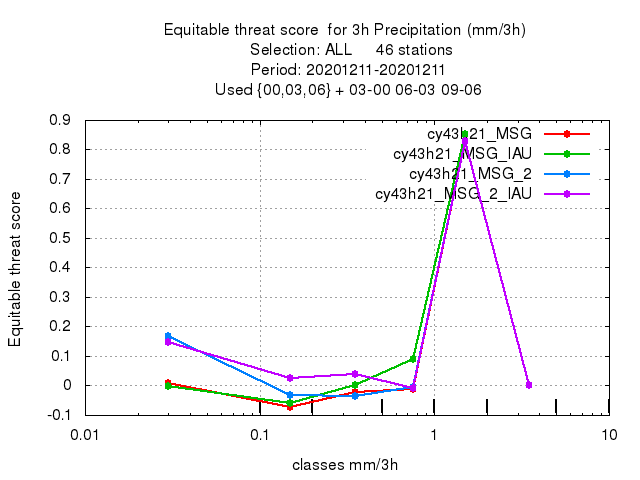 Equitable threat score  for 3h Precipitation (mm/3h)
Selection: ALL     46 stations
Period: 20201211-20201211
Used {00,03,06} + 03-00 06-03 09-06
cy43h21_MSG
cy43h21_MSG_IAU
cy43h21_MSG_2
cy43h21_MSG_2_IAU
Equitable threat score
0.9
0.8
0.7
0.6
0.5
0.4
0.3
0.2
0.1
0
-0.1
0.01
0.1
1
10
classes mm/3h